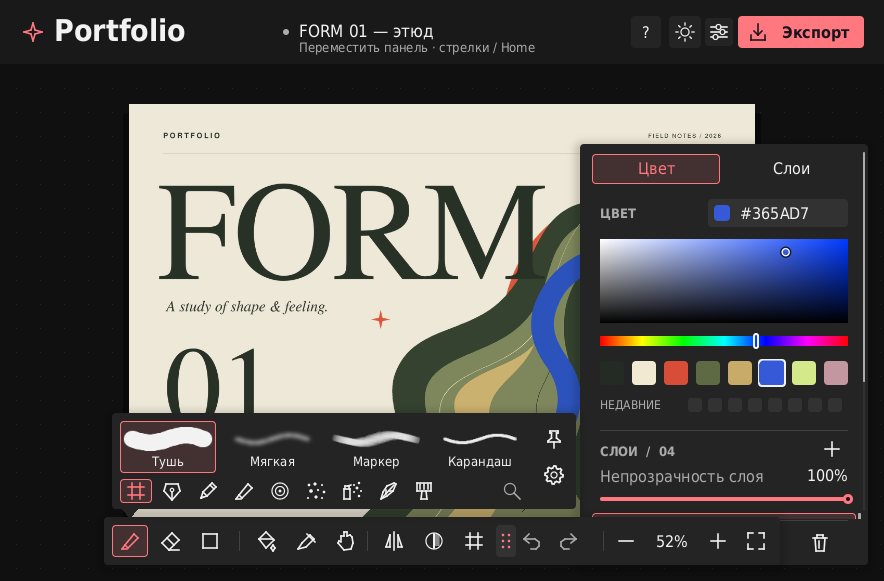 Portfolio
FORM 01 — этюд
Переместить панель · стрелки / Home
?
Экспорт
PORTFOLIO
FIELD NOTES / 2026
FORM
A study of shape & feeling.
01
Цвет
Слои
ЦВЕТ
#365AD7
НЕДАВНИЕ
СЛОИ / 04
Непрозрачность слоя
100%
Тушь
Мягкая
Маркер
Карандаш
52%